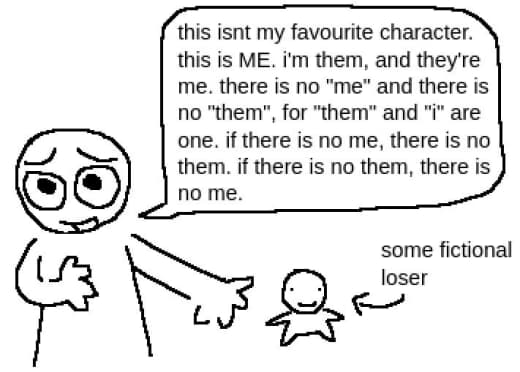 this isnt my favourite character.
this is ME. i'm them, and they're
me. there is no "me" and there is
no "them", for "them" and "i" are
one. if there is no me, there is no
them. if there is no them, there is
no me.
some fictional
loser